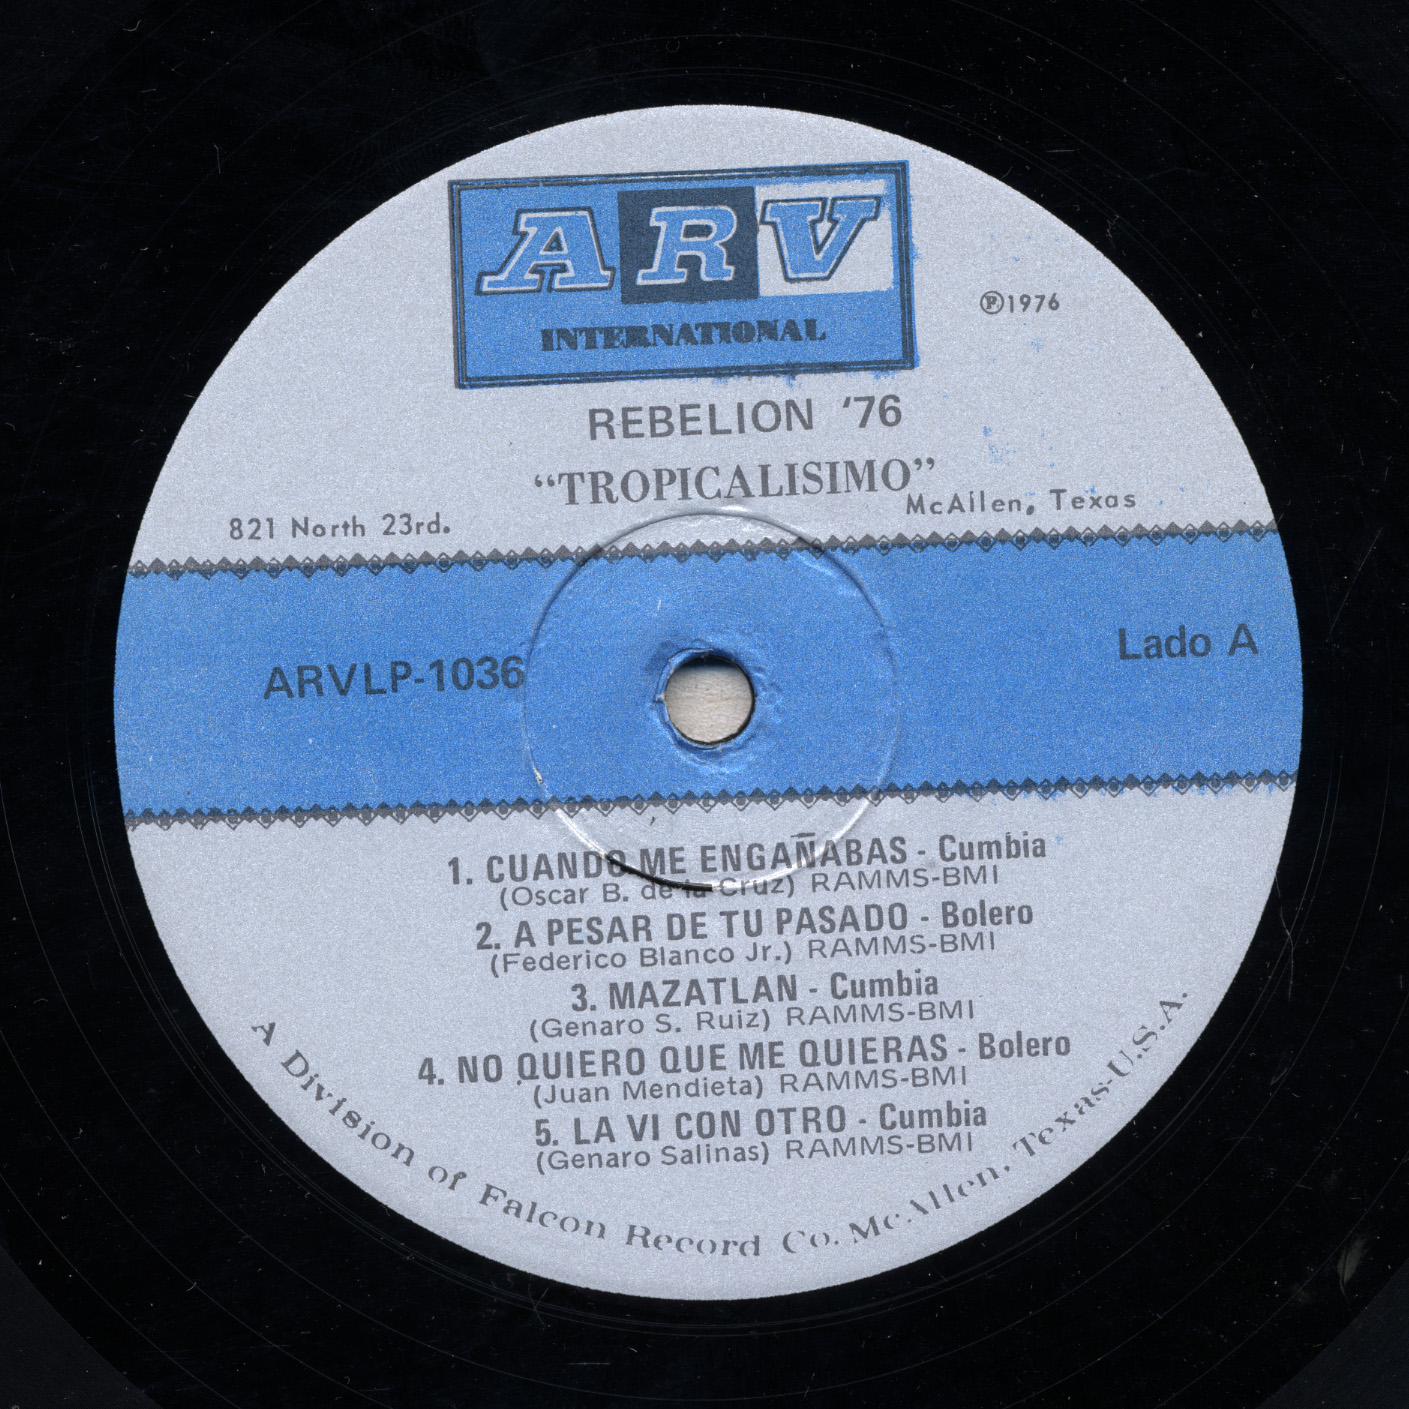 ARV
INTERNATIONAL
Ⓟ1976
REBELION '76
“TROPICALISIMO”
821 North 23rd.
McAllen, Texas
ARVLP-1036
Lado A
1. CUANDO ME ENGAÑABAS - Cumbia
(Oscar B. de la Cruz) RAMMS-BMI
2. A PESAR DE TU PASADO - Bolero
(Federico Blanco Jr.) RAMMS-BMI
3. MAZATLAN - Cumbia
(Genaro S. Ruiz) RAMMS-BMI
4. NO QUIERO QUE ME QUIERAS - Bolero
(Juan Mendieta) RAMMS-BMI
5. LA VI CON OTRO - Cumbia
(Genaro Salinas) RAMMS-BMI
A Division of Falcon Record Co. McAllen, Texas-U.S.A.